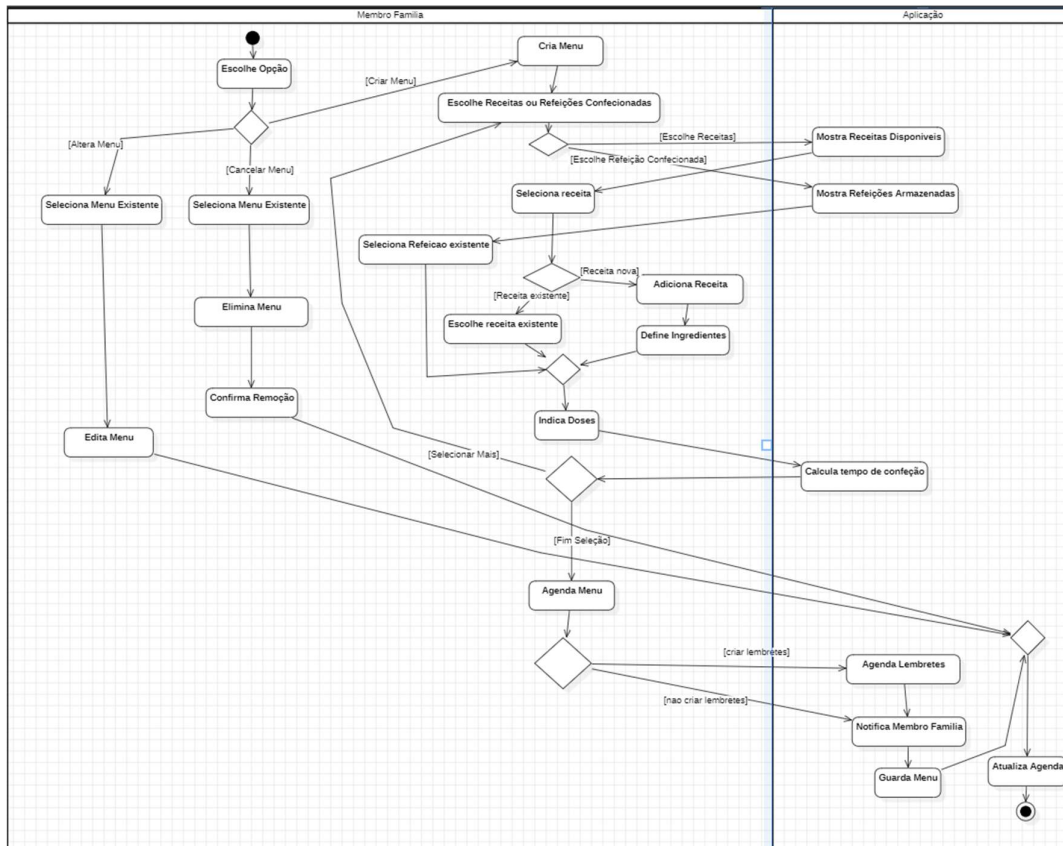 Membro Familia
Aplicação
Escolhe Opção
Cria Menu
[Criar Menu]
Escolhe Receitas ou Refeições Confecionadas
[Altera Menu]
[Cancelar Menu]
[Escolhe Receitas]
Mostra Receitas Disponiveis
[Escolhe Refeição Confecionada]
Seleciona Menu Existente
Seleciona Menu Existente
Seleciona receita
Mostra Refeições Armazenadas
Seleciona Refeicao existente
[Receita nova]
Adiciona Receita
[Receita existente]
Elimina Menu
Escolhe receita existente
Define Ingredientes
Confirma Remoção
Indica Doses
Edita Menu
[Selecionar Mais]
Calcula tempo de confeção
[Fim Seleção]
Agenda Menu
[criar lembretes]
Agenda Lembretes
[nao criar lembretes]
Notifica Membro Familia
Guarda Menu
Atualiza Agenda